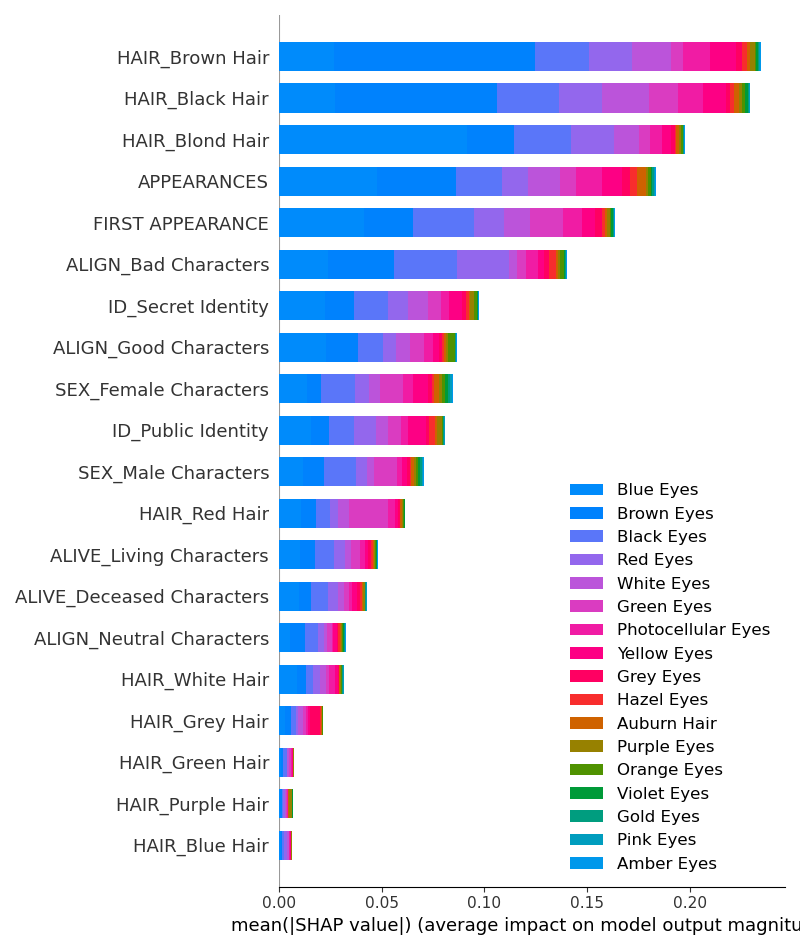 HAIR_Brown Hair
HAIR_Black Hair
HAIR_Blond Hair
APPEARANCES
FIRST APPEARANCE
ALIGN_Bad Characters
ID_Secret Identity
ALIGN_Good Characters
SEX_Female Characters
ID_Public Identity
SEX_Male Characters
HAIR_Red Hair
ALIVE_Living Characters
ALIVE_Deceased Characters
ALIGN_Neutral Characters
HAIR_White Hair
HAIR_Grey Hair
HAIR_Green Hair
HAIR_Purple Hair
HAIR_Blue Hair
Blue Eyes
Brown Eyes
Black Eyes
Red Eyes
White Eyes
Green Eyes
Photocellular Eyes
Yellow Eyes
Grey Eyes
Hazel Eyes
Auburn Hair
Purple Eyes
Orange Eyes
Violet Eyes
Gold Eyes
Pink Eyes
Amber Eyes
0.00 0.05 0.10 0.15 0.20
mean(|SHAP value|) (average impact on model output magnitu